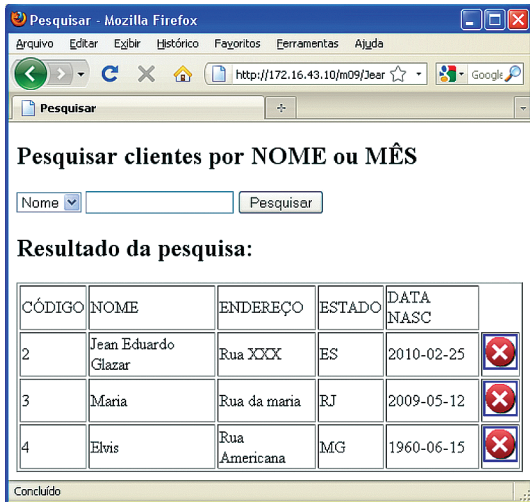 Pesquisar - Mozilla Firefox
Arquivo Editar Exibir Histórico Favoritos Ferramentas Ajuda
http://172.16.43.10/m09/Jear
Google
Pesquisar
Pesquisar clientes por NOME ou MÊS
Nome Pesquisar
Resultado da pesquisa:
CÓDIGO NOME ENDEREÇO ESTADO DATA
NASC
2 Jean Eduardo
Glazar Rua XXX ES 2010-02-25
3 Maria Rua da maria RJ 2009-05-12
4 Elvis Rua
Americana MG 1960-06-15
Concluído